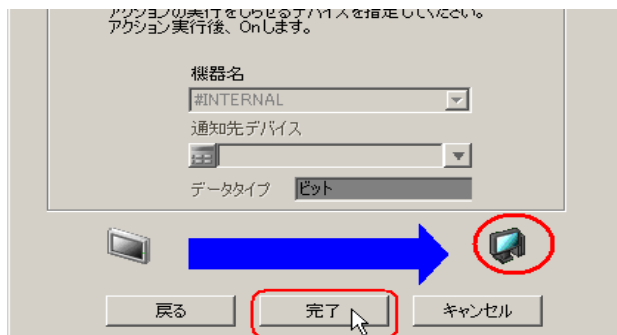 アクションの実行をしらせるデバイスを指定してください。
アクション実行後、Onします。
機器名
#INTERNAL
通知先デバイス
データタイプ ビット
戻る 完了 キャンセル